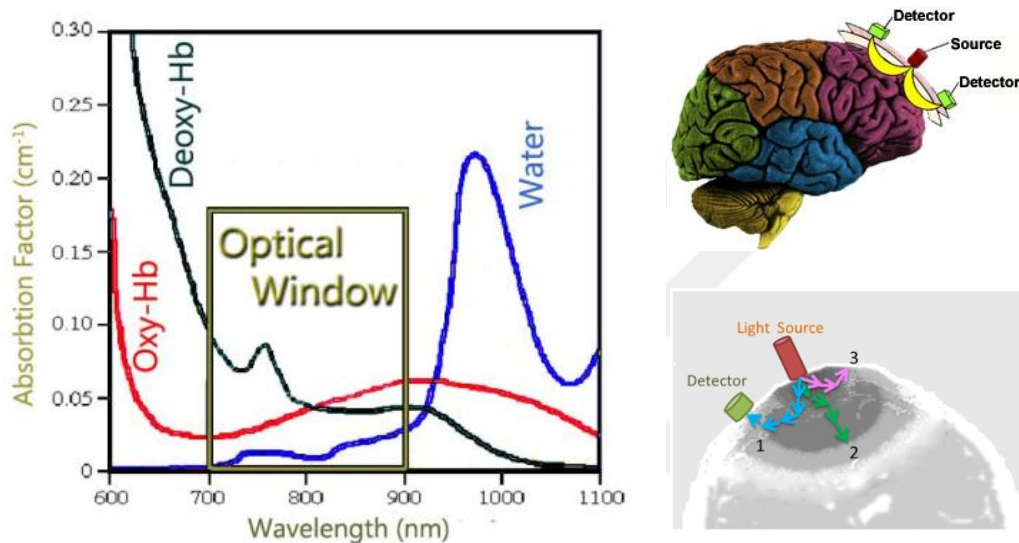 0.30
0.25
0.20
0.15
0.10
0.05
0
Absorbtion Factor (cm-1)
Oxy-Hb
Deoxy-Hb
Optical
Window
Water
600
700
800
900
1000
1100
Wavelength (nm)
Detector
Source
Detector
Light Source
Detector
3
1
2